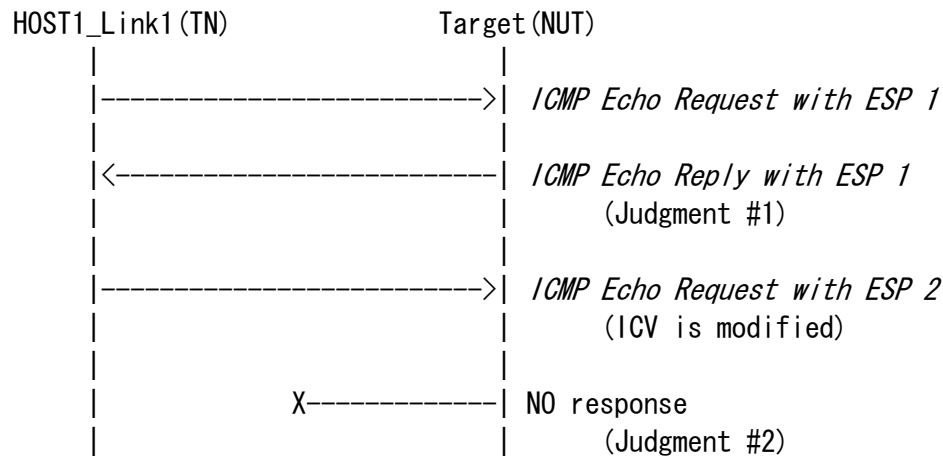 HOST1_Link1(TN) Target(NUT)
| |
|-------------------------->| ICMP Echo Request with ESP 1
| |
|<--------------------------| ICMP Echo Reply with ESP 1
| | (Judgment #1)
| |
|-------------------------->| ICMP Echo Request with ESP 2
| | (ICV is modified)
| |
| X-------------| NO response
| | (Judgment #2)